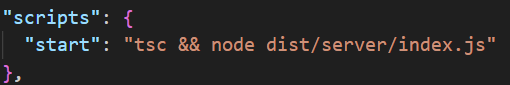 "scripts": {
"start": "tsc && node dist/server/index.js"
},